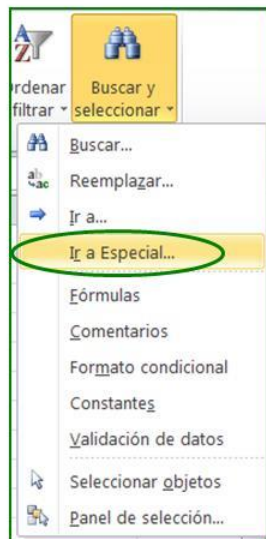 Buscar y
filtrar seleccionar
Buscar...
Reemplazar...
Ir a...
Ir a Especial...
Fórmulas
Comentarios
Formato condicional
Constantes
Validación de datos
Seleccionar objetos
Panel de selección...